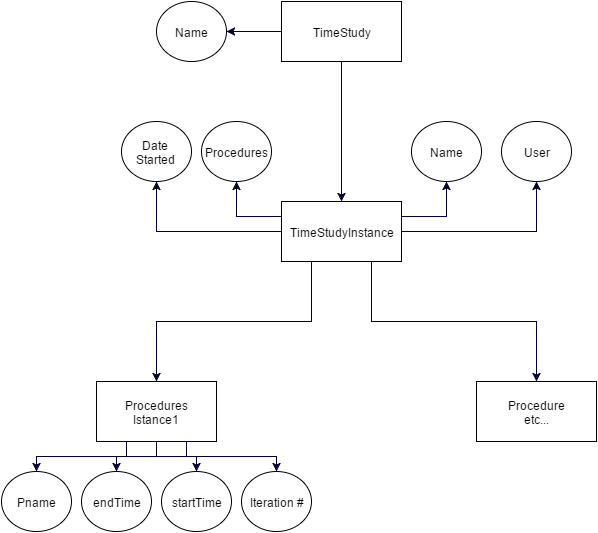 Name
TimeStudy
Date
Started
Procedures
Name
User
TimeStudyInstance
Procedures
Istance1
Procedure
etc...
Pname
endTime
startTime
Iteration #